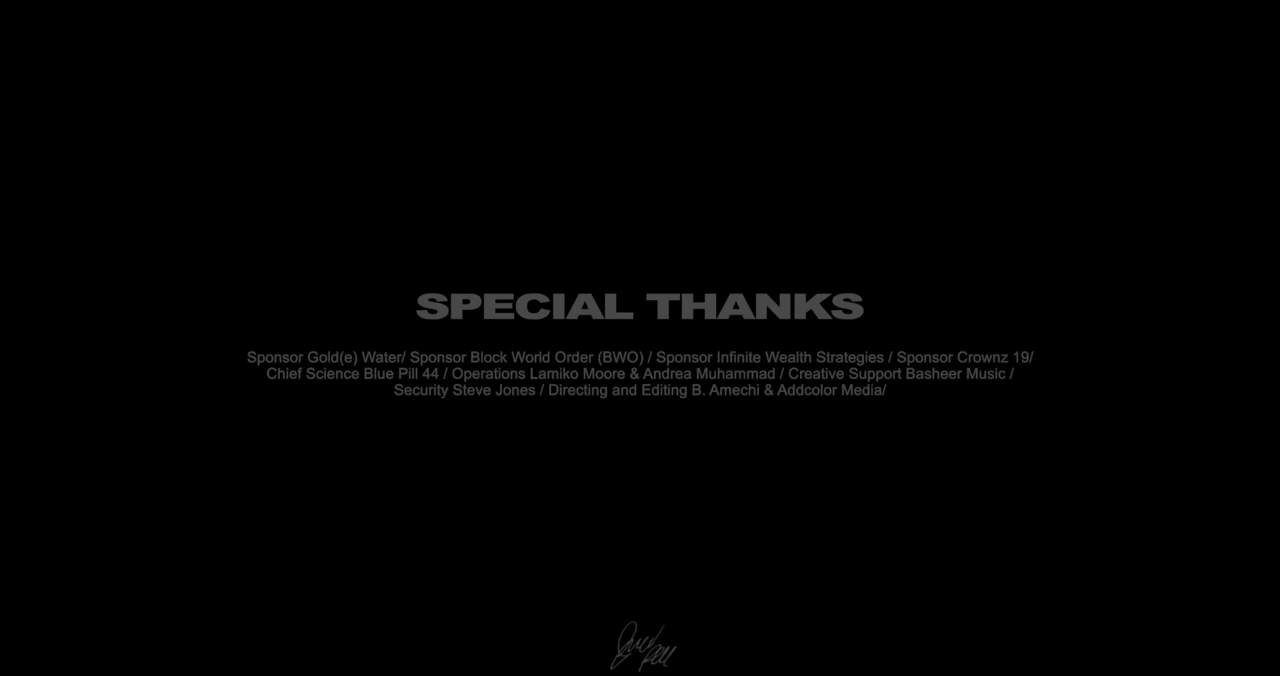 SPECIAL THANKS
Sponsor Gold(e) Water/ Sponsor Block World Order (BWO) / Sponsor Infinite Wealth Strategies / Sponsor Crownz 19/
Chief Science Blue Pill 44 / Operations Lamiko Moore & Andrea Muhammad / Creative Support Basheer Music /
Security Steve Jones / Directing and Editing B. Amechi & Addcolor Media/